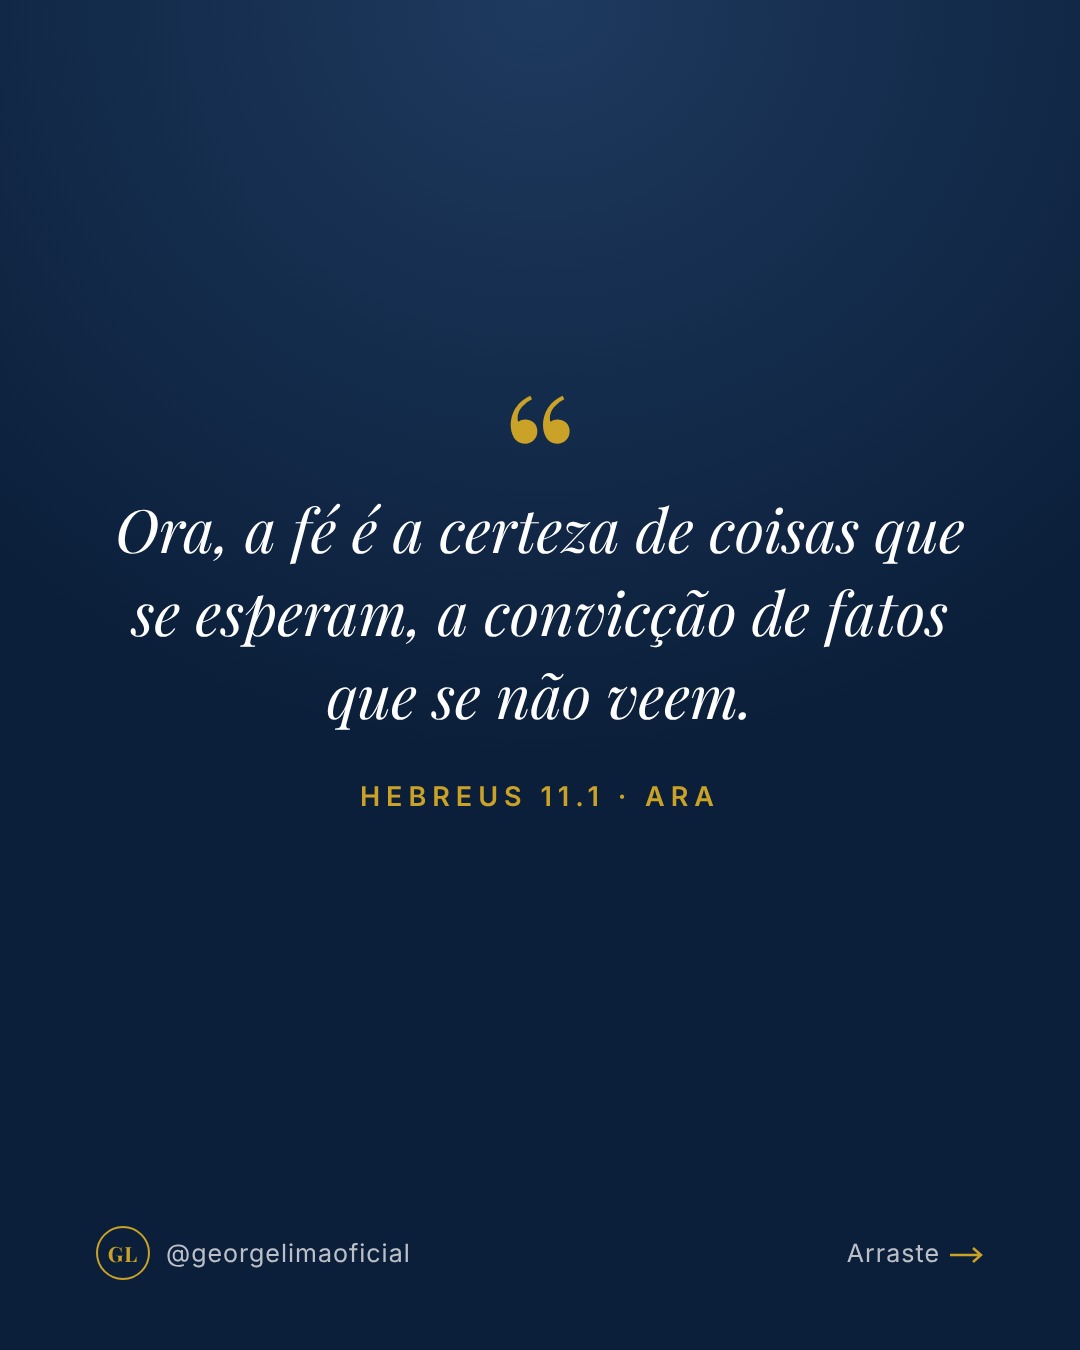 “
Ora, a fé é a certeza de coisas que
se esperam, a convicção de fatos
que se não veem.
HEBREUS 11.1 · ARA
GL @georgelimaoficial
Arraste →